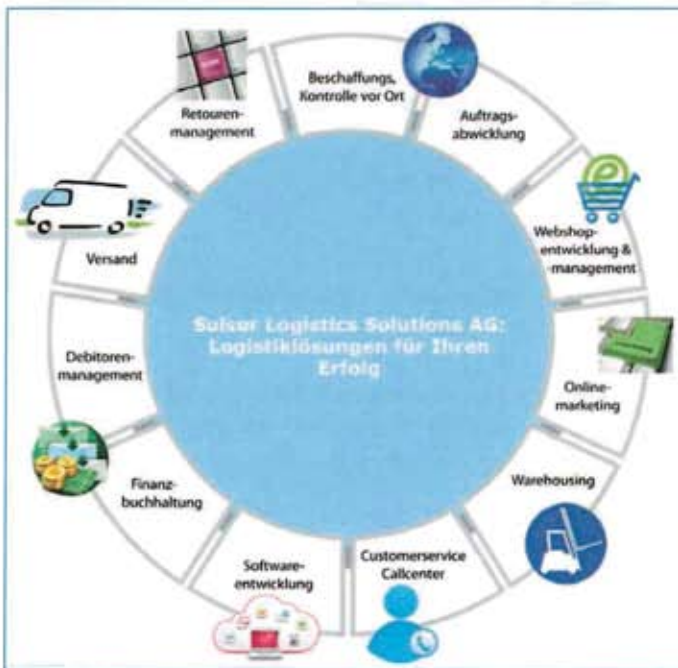 Beschaffungs,
Kontrolle vor Ort
Auftrags-
abwicklung
Webshop-
entwicklung &
-management
Online-
marketing
Warehousing
Customerservice
Callcenter
Software-
entwicklung
Finanz-
buchhaltung
Debitoren-
management
Versand
Retouren-
management
Sulser Logistics Solutions AG:
Logistiklösungen für Ihren
Erfolg